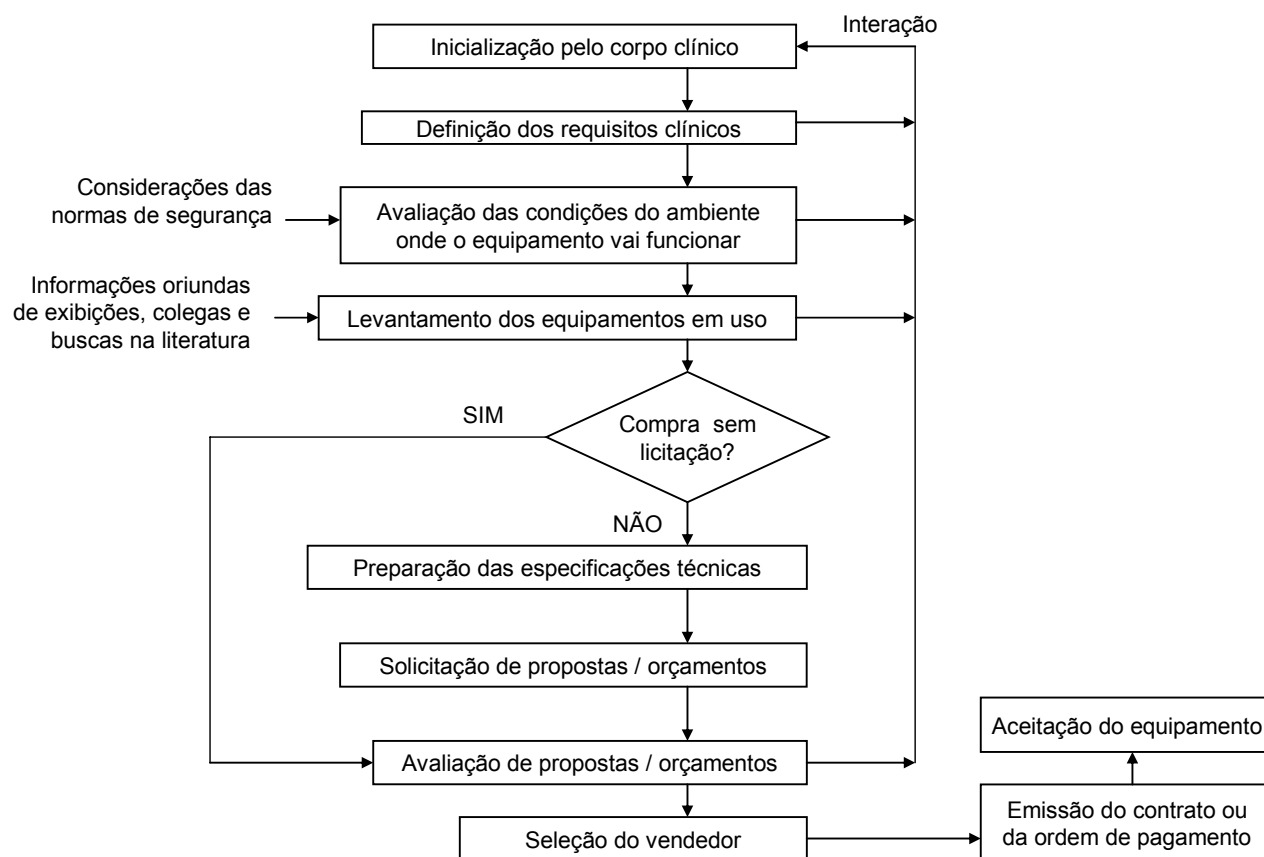 Interação
Inicialização pelo corpo clínico
Definição dos requisitos clínicos
Considerações das
normas de segurança
Avaliação das condições do ambiente
onde o equipamento vai funcionar
Informações oriundas
de exibições, colegas e
buscas na literatura
Levantamento dos equipamentos em uso
SIM
Compra sem
licitação?
NÃO
Preparação das especificações técnicas
Solicitação de propostas / orçamentos
Avaliação de propostas / orçamentos
Seleção do vendedor
Aceitação do equipamento
Emissão do contrato ou
da ordem de pagamento